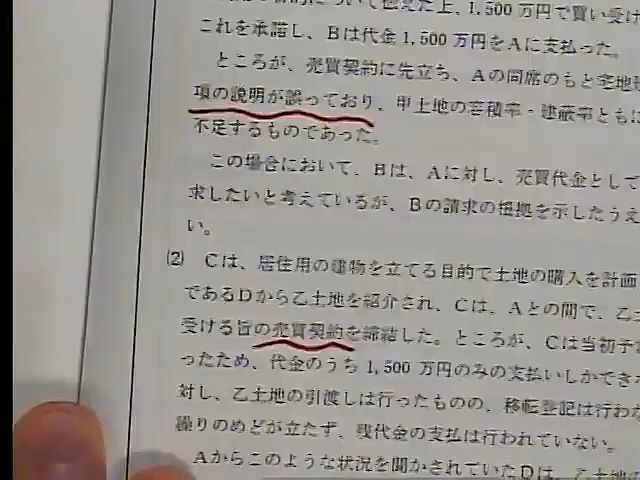 1,500 万円で買い受け
これを承諾し、Bは代金 1,500 万円をAに支払った。
ところが、売買契約に先立ち、Aの同席のもと宅地建
項の説明が誤っており、甲土地の容積率・建蔽率ともに
不足するものであった。
この場合において、Bは、Aに対し、売買代金として
求したいと考えているが、Bの請求の根拠を示したうえ
い。
(2) Cは、居住用の建物を立てる目的で土地の購入を計画
であるDから乙土地を紹介され、Cは、Aとの間で、乙土
受ける旨の売買契約を締結した。ところが、Cは当初予
ったため、代金のうち 1,500 万円のみの支払いしかでき
対し、乙土地の引渡しは行ったものの、移転登記は行わ
繰りのめどが立たず、残代金の支払は行われていない。
Aからこのような状況を聞かされていたDは、乙土地の